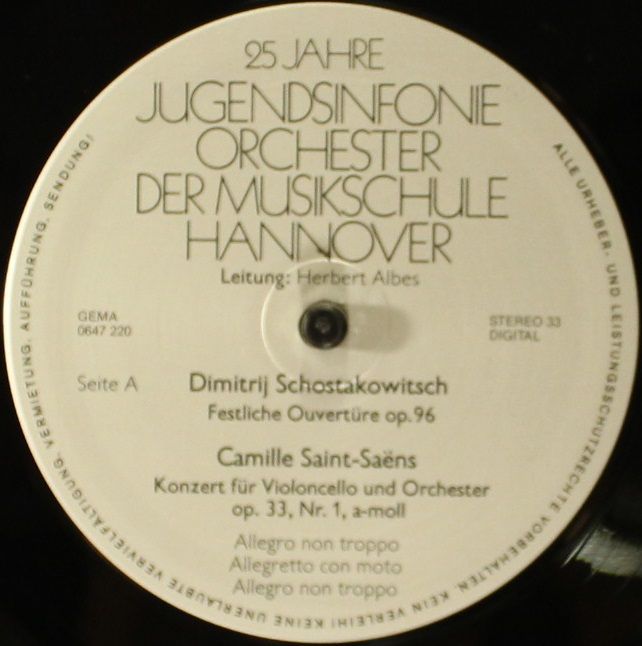 25 JAHRE
JUGENDSINFONIE
ORCHESTER
DER MUSIKSCHULE
HANNOVER
Leitung: Herbert Albes
GEMA
0647 220
STEREO 33
DIGITAL
Seite A
Dimitrij Schostakowitsch
Festliche Ouvertüre op. 96
Camille Saint-Saëns
Konzert für Violoncello und Orchester
op. 33, Nr. 1, a-moll
Allegro non troppo
Allegretto con moto
Allegro non troppo
ALLE URHEBER- UND LEISTUNGSSCHUTZRECHTE VORBEHALTEN. KEIN VERLEIH! KEINE UNERLAUBTE VERVIELFÄLTIGUNG, VERMIETUNG, AUFFÜHRUNG, SENDUNG!